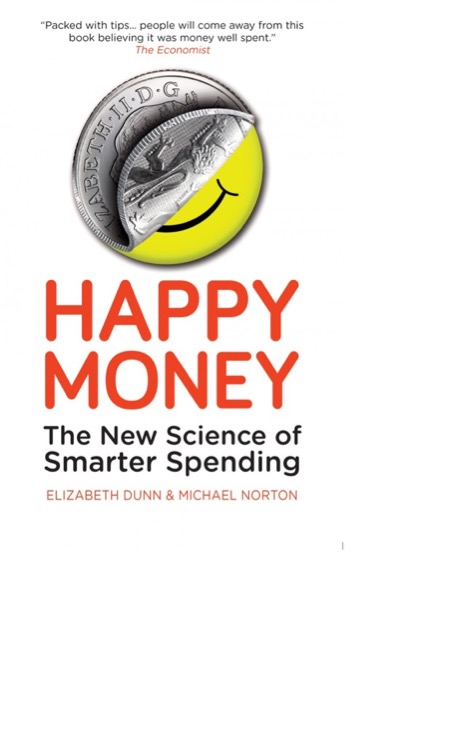 “Packed with tips... people will come away from this
book believing it was money well spent.”
The Economist
ZABETH·II·D·G
HAPPY
MONEY
The New Science of
Smarter Spending
ELIZABETH DUNN & MICHAEL NORTON